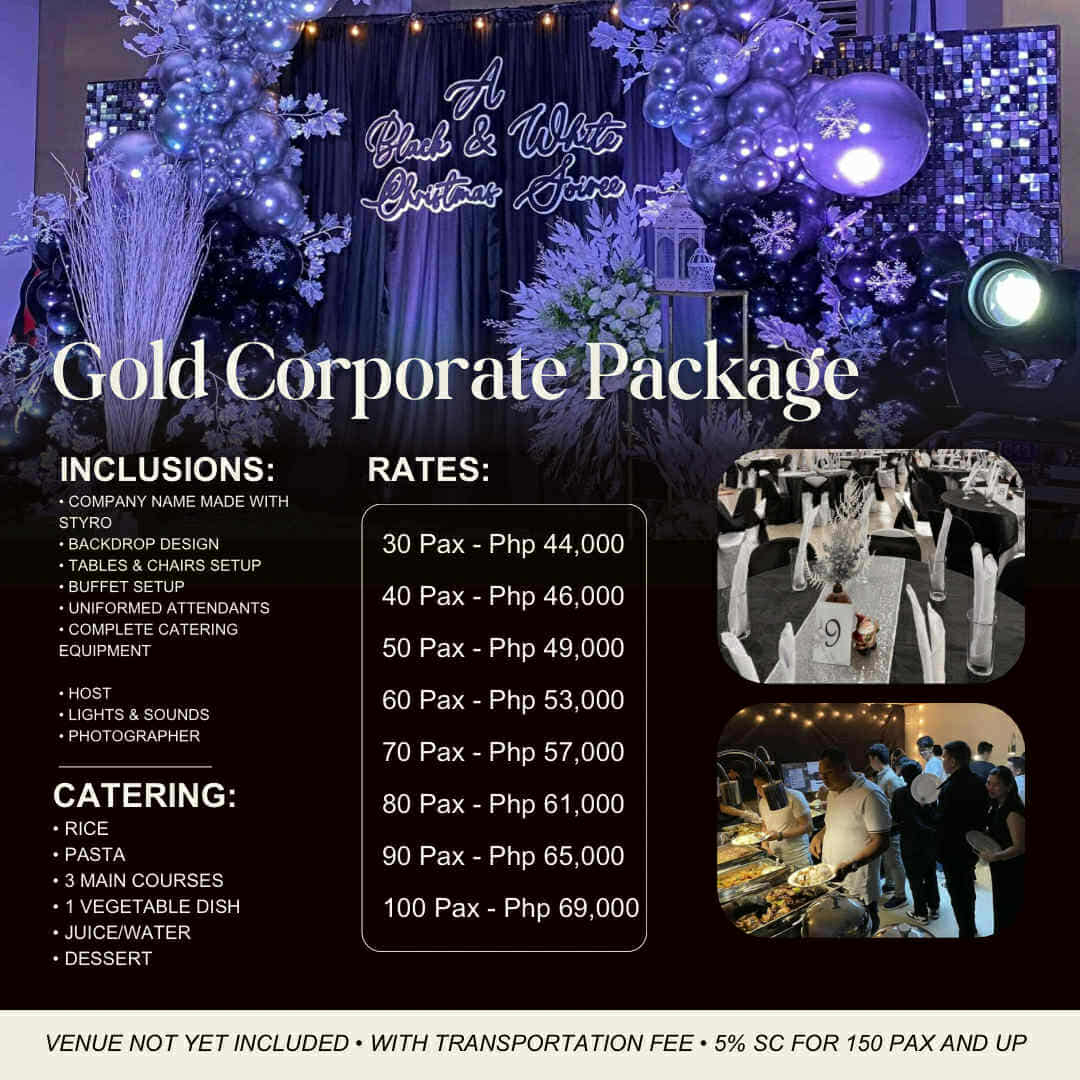 A
Black & White
Christmas Soiree
Gold Corporate Package
INCLUSIONS:
• COMPANY NAME MADE WITH
STYRO
• BACKDROP DESIGN
• TABLES & CHAIRS SETUP
• BUFFET SETUP
• UNIFORMED ATTENDANTS
• COMPLETE CATERING
EQUIPMENT
• HOST
• LIGHTS & SOUNDS
• PHOTOGRAPHER
CATERING:
• RICE
• PASTA
• 3 MAIN COURSES
• 1 VEGETABLE DISH
• JUICE/WATER
• DESSERT
RATES:
30 Pax - Php 44,000
40 Pax - Php 46,000
50 Pax - Php 49,000
60 Pax - Php 53,000
70 Pax - Php 57,000
80 Pax - Php 61,000
90 Pax - Php 65,000
100 Pax - Php 69,000
9
VENUE NOT YET INCLUDED • WITH TRANSPORTATION FEE • 5% SC FOR 150 PAX AND UP